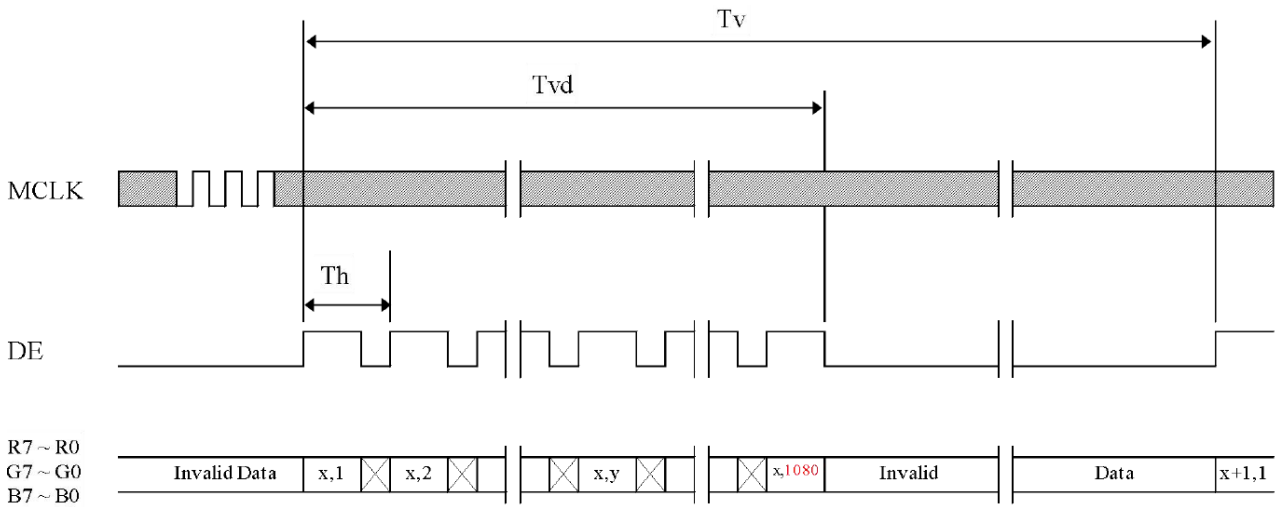 Tv
Tvd
MCLK
Th
DE
R7 ~ R0
G7 ~ G0
B7 ~ B0
Invalid Data x,1 x,2 x,y x,1080 Invalid Data x+1,1